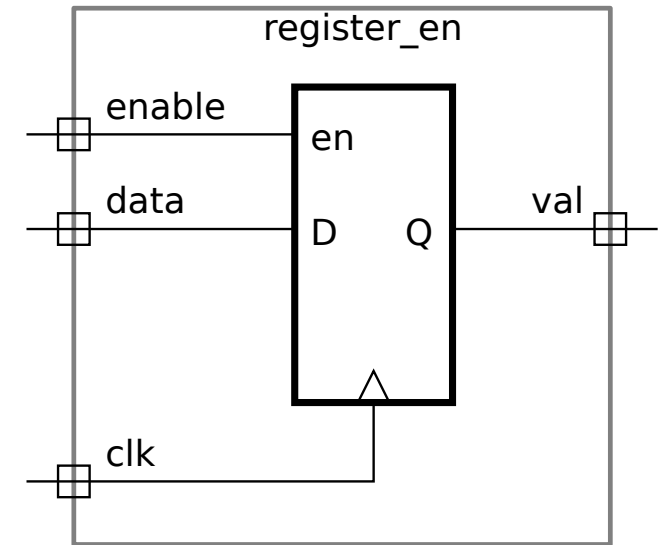 register_en
enable
en
data
D
Q
val
clk